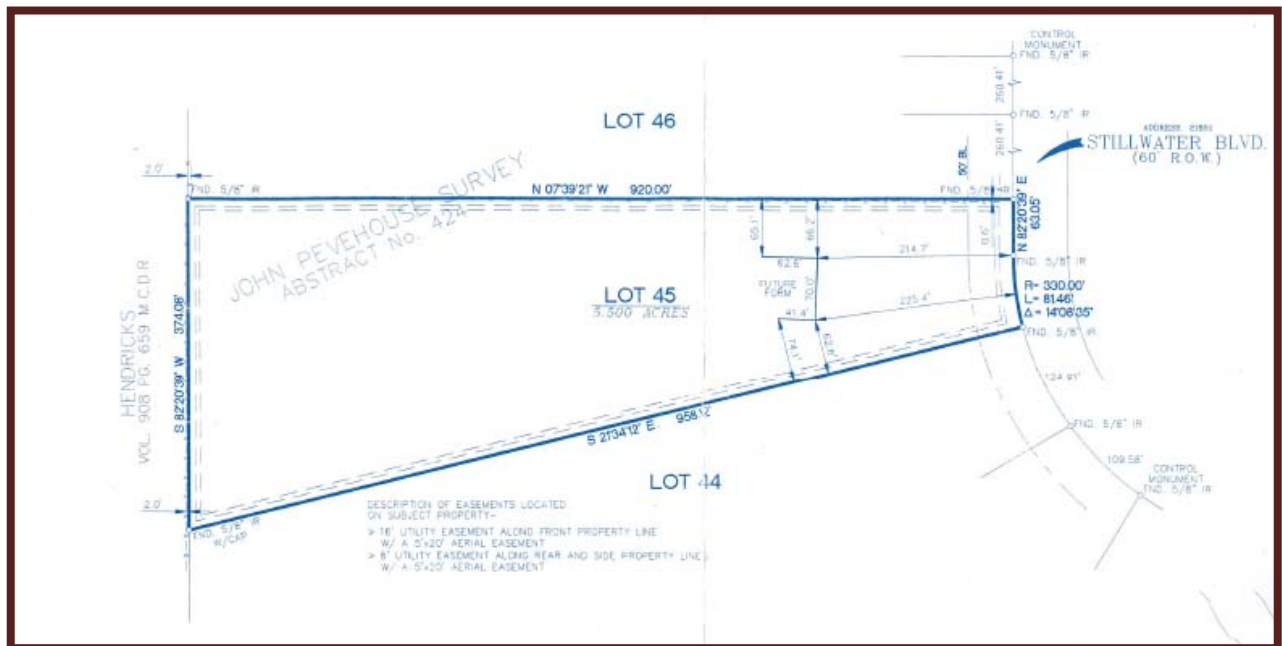 CONTROL
MONUMENT
FND. 5/8" IR
260.41'
FND. 5/8" IR
260.41'
STILLWATER BLVD.
(60' R.O.W.)
LOT 46
2.0'
FND. 5/8" IR
N 07°39'21" W 920.00'
50' BL
FND. 5/8" IR
N 82°20'39" E
63.05'
JOHN PEVEHOUSE SURVEY
ABSTRACT No. 424
65.1'
66.2'
214.7'
62.6'
FND. 5/8" IR
FUTURE
FORM
70.0'
LOT 45
5.500 ACRES
R= 330.00'
L= 81.46'
Δ= 14°08'35"
225.4'
41.4'
74.1'
62.8'
FND. 5/8" IR
HENDRICKS
VOL. 908 PG. 659 M.C.D.R
S 82°20'39" W 374.08'
124.91'
S 21°34'12" E 958.12'
FND. 5/8" IR
109.58'
CONTROL
MONUMENT
FND. 5/8" IR
LOT 44
2.0'
FND. 5/8" IR
W/CAP
DESCRIPTION OF EASEMENTS LOCATED
ON SUBJECT PROPERTY-
> 16' UTILITY EASEMENT ALONG FRONT PROPERTY LINE
W/ A 5'x20' AERIAL EASEMENT
> 8' UTILITY EASEMENT ALONG REAR AND SIDE PROPERTY LINES
W/ A 5'x20' AERIAL EASEMENT